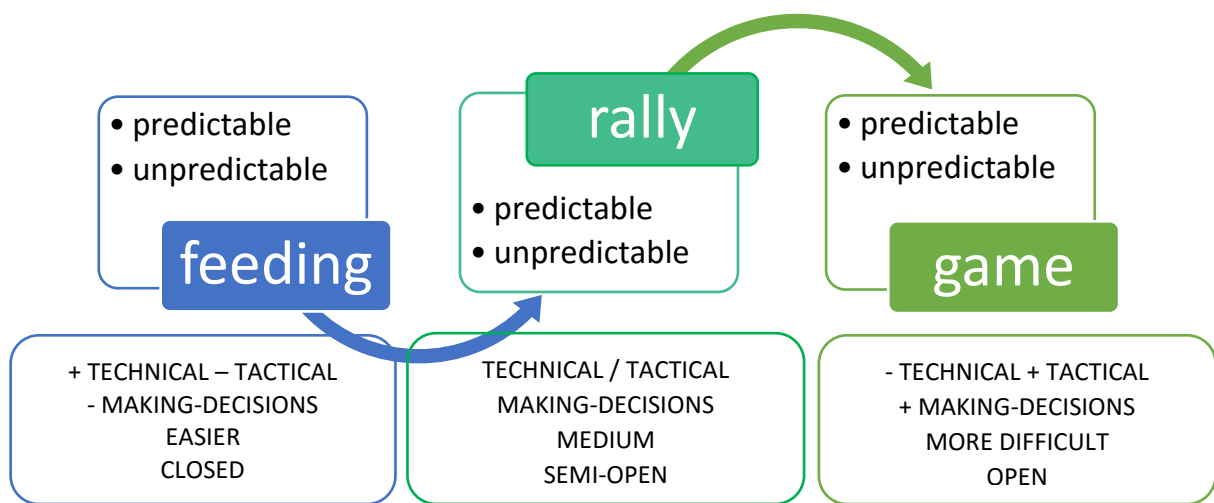 • predictable
• unpredictable
feeding
rally
• predictable
• unpredictable
• predictable
• unpredictable
game
+ TECHNICAL – TACTICAL
- MAKING-DECISIONS
EASIER
CLOSED
TECHNICAL / TACTICAL
MAKING-DECISIONS
MEDIUM
SEMI-OPEN
- TECHNICAL + TACTICAL
+ MAKING-DECISIONS
MORE DIFFICULT
OPEN